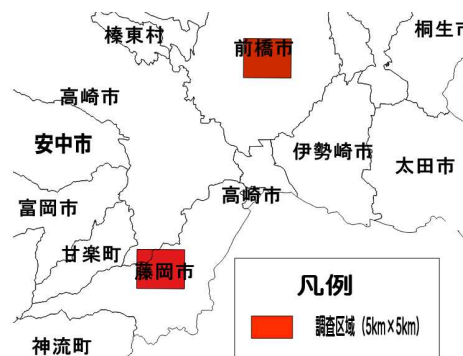 榛東村
前橋市
桐生市
高崎市
安中市
伊勢崎市
太田市
富岡市
高崎市
甘楽町
藤岡市
凡例
調査区域 (5km×5km)
神流町